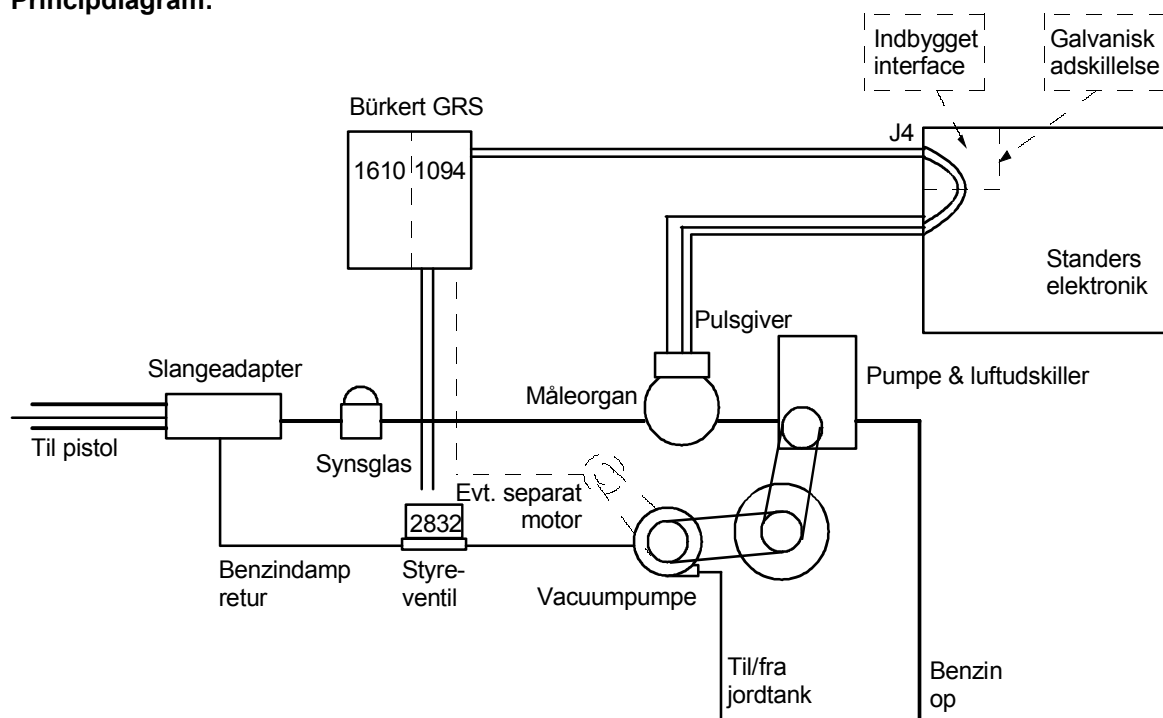 Principdiagram:
Indbygget
interface
Galvanisk
adskillelse
Bürkert GRS
J4
1610 1094
Standers
elektronik
Pulsgiver
Slangeadapter
Pumpe & luftudskiller
Måleorgan
Til pistol
Synsglas
Evt. separat
motor
2832
Benzindamp
retur
Styre-
ventil
Vacuumpumpe
Til/fra
jordtank
Benzin
op